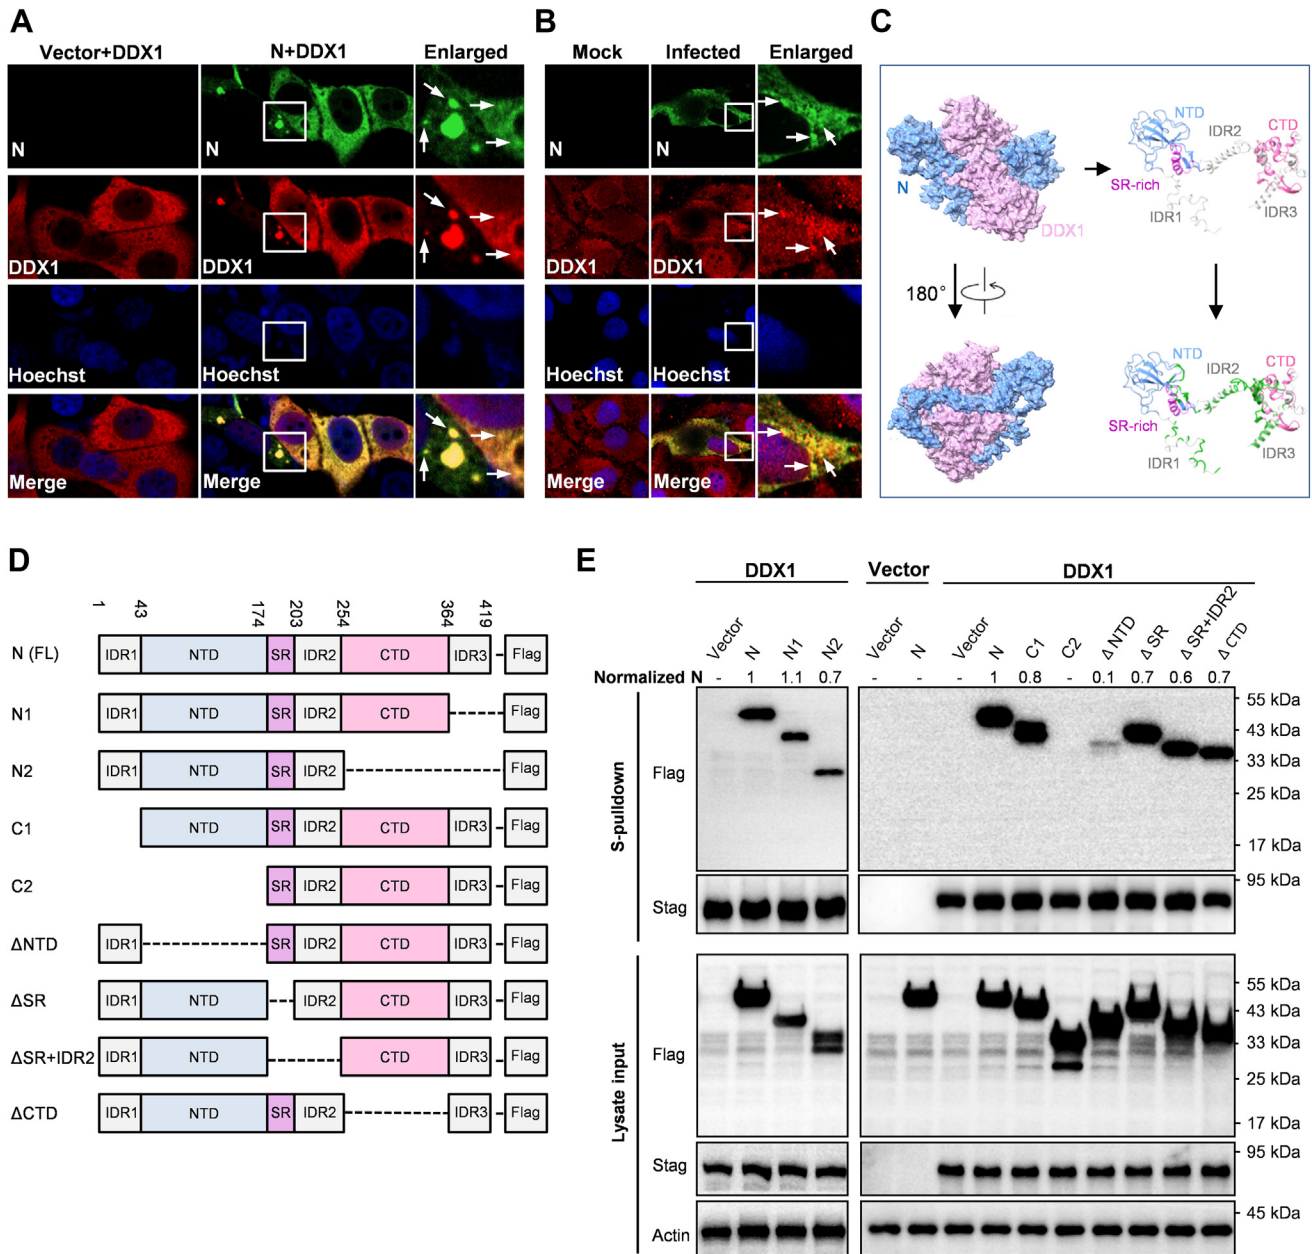 A
Vector+DDX1 N+DDX1 Enlarged
N N
DDX1 DDX1
Hoechst Hoechst
Merge Merge
B
Mock Infected Enlarged
N N
DDX1 DDX1
Hoechst Hoechst
Merge Merge
C
N
DDX1
180°
NTD
IDR2
CTD
SR-rich
IDR1
IDR3
NTD
IDR2
CTD
SR-rich
IDR1
IDR3
D
1 43 174 203 254 364 419
N (FL) IDR1 NTD SR IDR2 CTD IDR3 Flag
N1 IDR1 NTD SR IDR2 CTD Flag
N2 IDR1 NTD SR IDR2 Flag
C1 NTD SR IDR2 CTD IDR3 Flag
C2 SR IDR2 CTD IDR3 Flag
ΔNTD IDR1 SR IDR2 CTD IDR3 Flag
ΔSR IDR1 NTD IDR2 CTD IDR3 Flag
ΔSR+IDR2 IDR1 NTD CTD IDR3 Flag
ΔCTD IDR1 NTD SR IDR2 IDR3 Flag
E
DDX1 Vector DDX1
Vector N N1 N2 Vector N Vector N C1 C2 ΔNTD ΔSR ΔSR+IDR2 ΔCTD
Normalized N - 1 1.1 0.7 - - - 1 0.8 - 0.1 0.7 0.6 0.7
S-pulldown
Flag
55 kDa
43 kDa
33 kDa
25 kDa
17 kDa
Stag
95 kDa
Lysate input
Flag
55 kDa
43 kDa
33 kDa
25 kDa
17 kDa
Stag
95 kDa
Actin
45 kDa